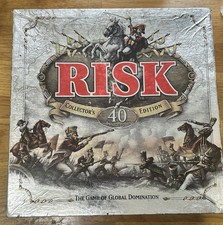 RISK
COLLECTOR'S
40
EDITION
THE GAME OF GLOBAL DOMINATION